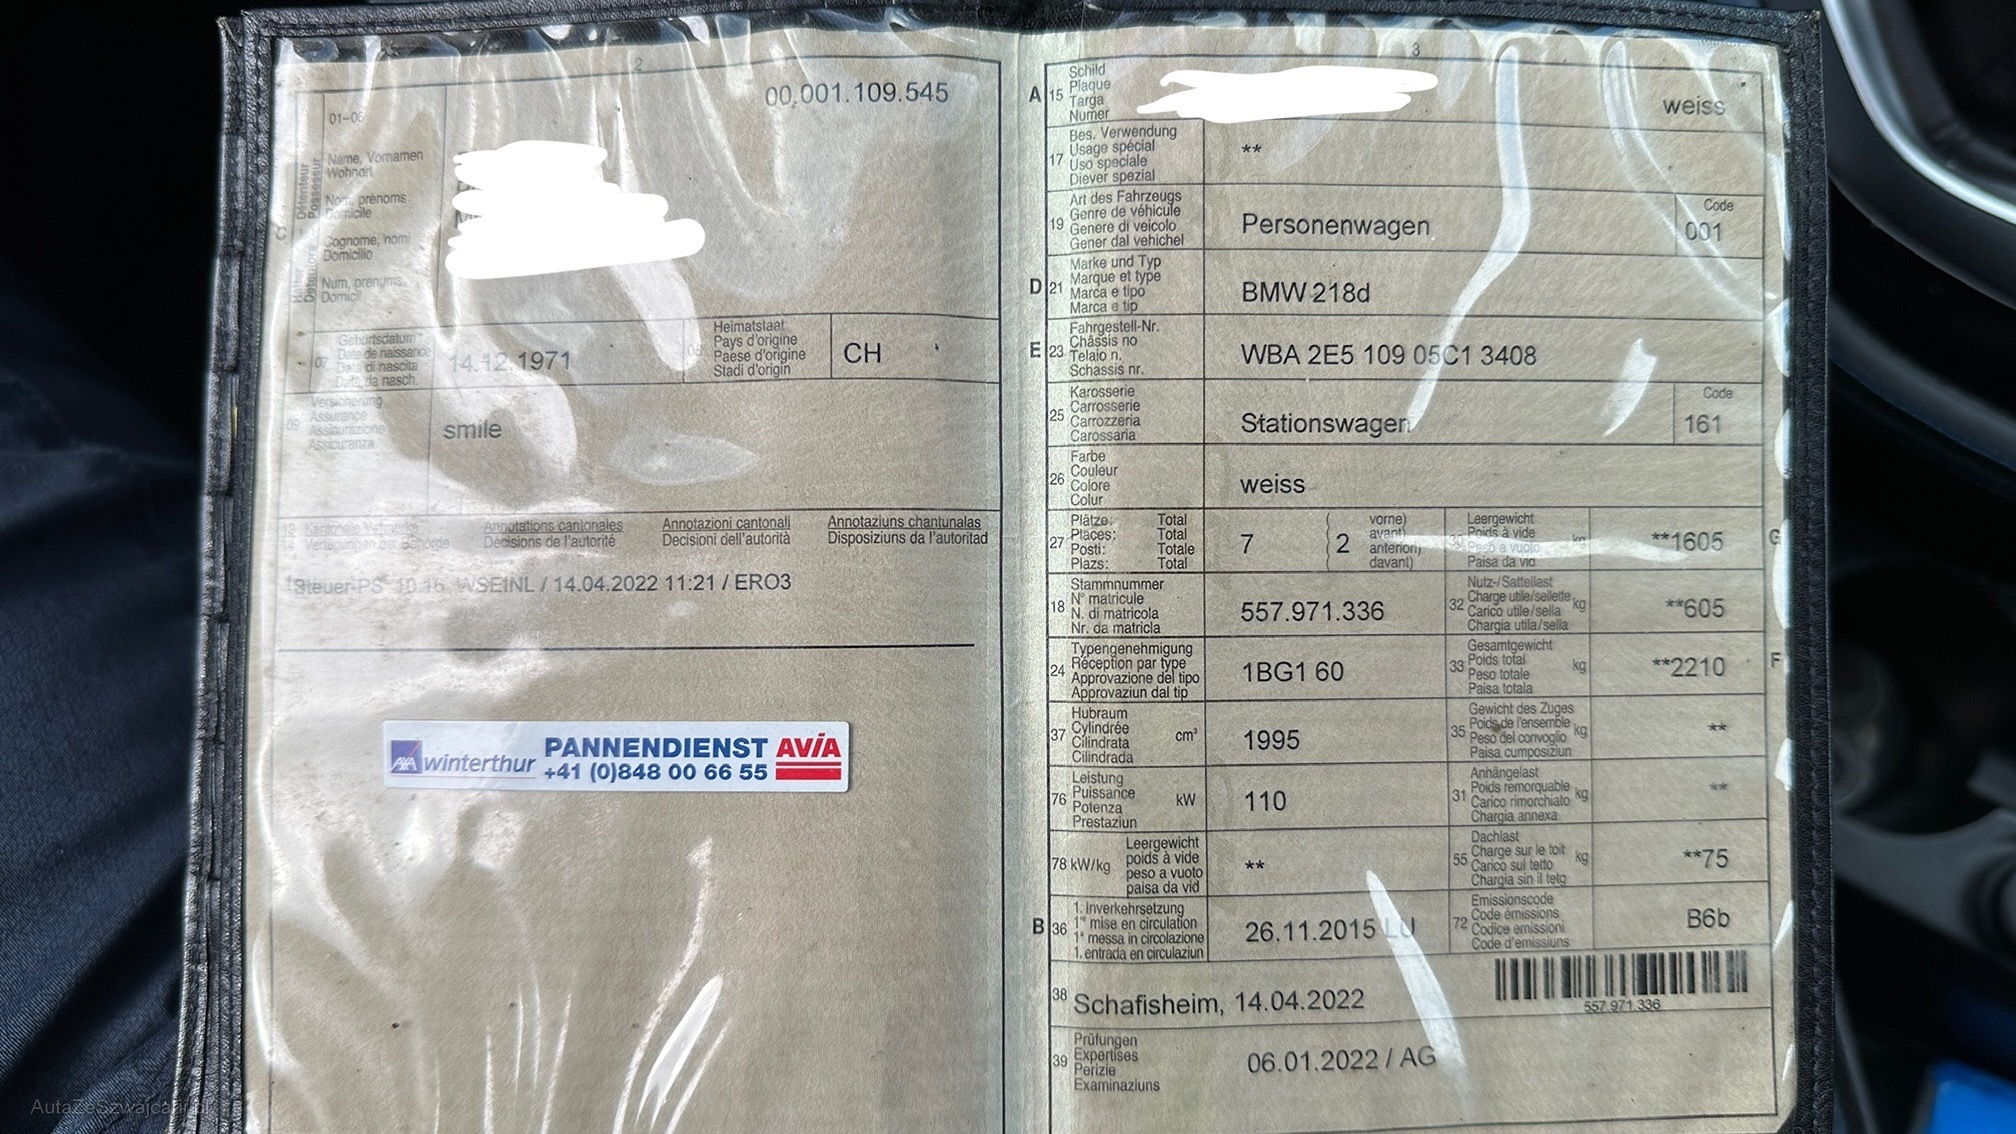 2
00.001.109.545
01-06
Name, Vornamen
Wohnort
Nom, prénoms
Domicile
Cognome, nomi
Domicilio
Num, prenums
Domicil
C
Détenteur
Possessur
07
Geburtsdatum
Date de naissance
Data di nascita
Data da nasch.
14.12.1971
Heimatstaat
Pays d'origine
Paese d'origine
Stadi d'origin
CH
09
Versicherung
Assurance
Assicurazione
Assicuranza
smile
13
Annotations cantonales
Décisions de l'autorité
Annotazioni cantonali
Decisioni dell'autorità
Annotaziuns chantunalas
Disposiziuns da l'autoritad
Steuer-PS 10.16, WSEINL / 14.04.2022 11:21 / ERO3
AXA winterthur
PANNENDIENST
+41 (0)848 00 66 55
AVIA
3
A 15
Schild
Plaque
Targa
Numer
weiss
17
Bes. Verwendung
Usage spécial
Uso speciale
Diever spezial
**
19
Art des Fahrzeugs
Genre de véhicule
Genere di veicolo
Gener dal vehichel
Personenwagen
Code
001
D 21
Marke und Typ
Marque et type
Marca e tipo
Marca e tip
BMW 218d
E 23
Fahrgestell-Nr.
Châssis no
Telaio n.
Schassis nr.
WBA 2E5 109 05C1 3408
25
Karosserie
Carrosserie
Carrozzeria
Carossaria
Stationswagen
Code
161
26
Farbe
Couleur
Colore
Colur
weiss
27
Plätze: Total
Places: Total
Posti: Totale
Plazs: Total
7
2
vorne)
avant)
anterion)
davant)
30
Leergewicht
Poids à vide
Peso a vuoto
Paisa da vid
kg
**1605
G
18
Stammnummer
N° matricule
N. di matricola
Nr. da matricla
557.971.336
32
Nutz-/Sattellast
Charge utile/sellette
Carico utile/sella
Chargia utila/sella
kg
**605
24
Typengenehmigung
Réception par type
Approvazione del tipo
Approvaziun dal tip
1BG1 60
33
Gesamtgewicht
Poids total
Peso totale
Paisa totala
kg
**2210
F
37
Hubraum
Cylindrée
Cilindrata
Cilindrada
cm³
1995
35
Gewicht des Zuges
Poids de l'ensemble
Peso del convoglio
Paisa cumposiziun
kg
**
76
Leistung
Puissance
Potenza
Prestaziun
kW
110
31
Anhängelast
Poids remorquable
Carico rimorchiato
Chargia annexa
kg
**
78 kW/kg
Leergewicht
poids à vide
peso a vuoto
paisa da vid
**
55
Dachlast
Charge sur le toit
Carico sul tetto
Chargia sin il tetg
kg
**75
B 36
1. Inverkehrsetzung
1re mise en circulation
1a messa in circolazione
1. entrada en circulaziun
26.11.2015 LU
72
Emissionscode
Code émissions
Codice emissioni
Code d'emissiuns
B6b
38
Schafisheim, 14.04.2022
557 971 336
39
Prüfungen
Expertises
Perizie
Examinaziuns
06.01.2022 / AG